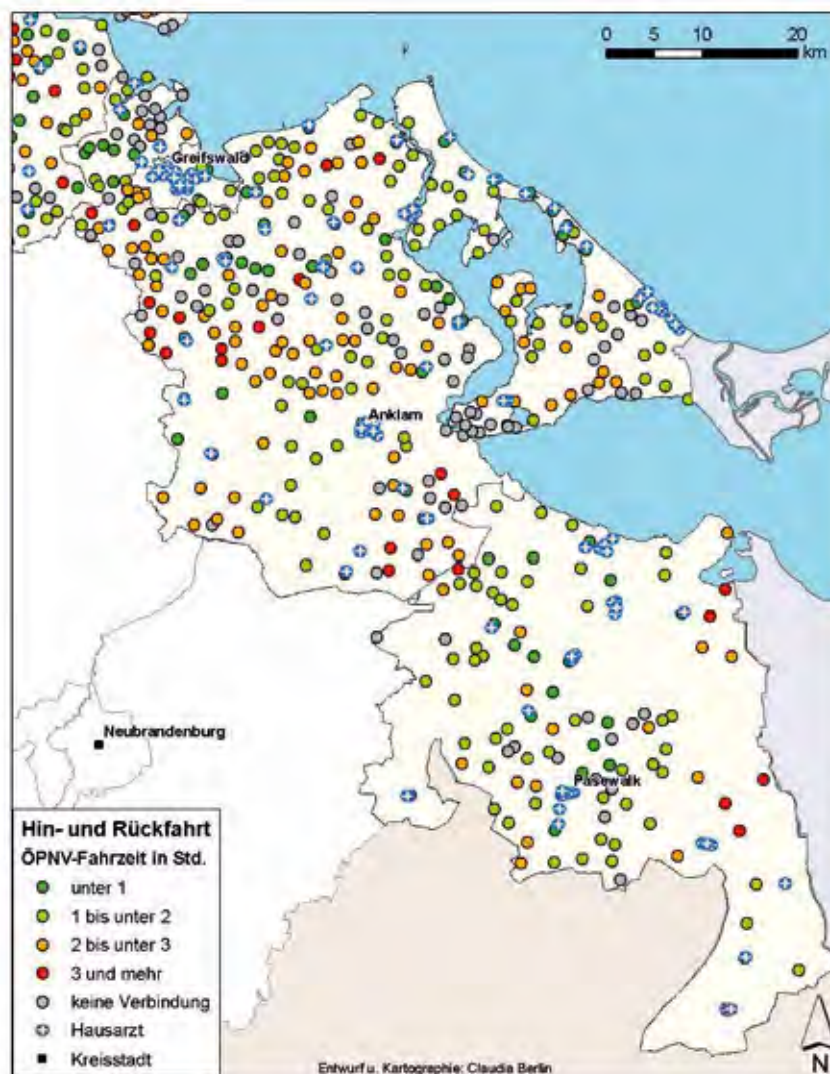 0 5 10 20
km
Greifswald
Anklam
Neubrandenburg
Pasewalk
Hin- und Rückfahrt
ÖPNV-Fahrzeit in Std.
unter 1
1 bis unter 2
2 bis unter 3
3 und mehr
keine Verbindung
Hausarzt
Kreisstadt
Entwurf u. Kartographie: Claudia Berlin
N